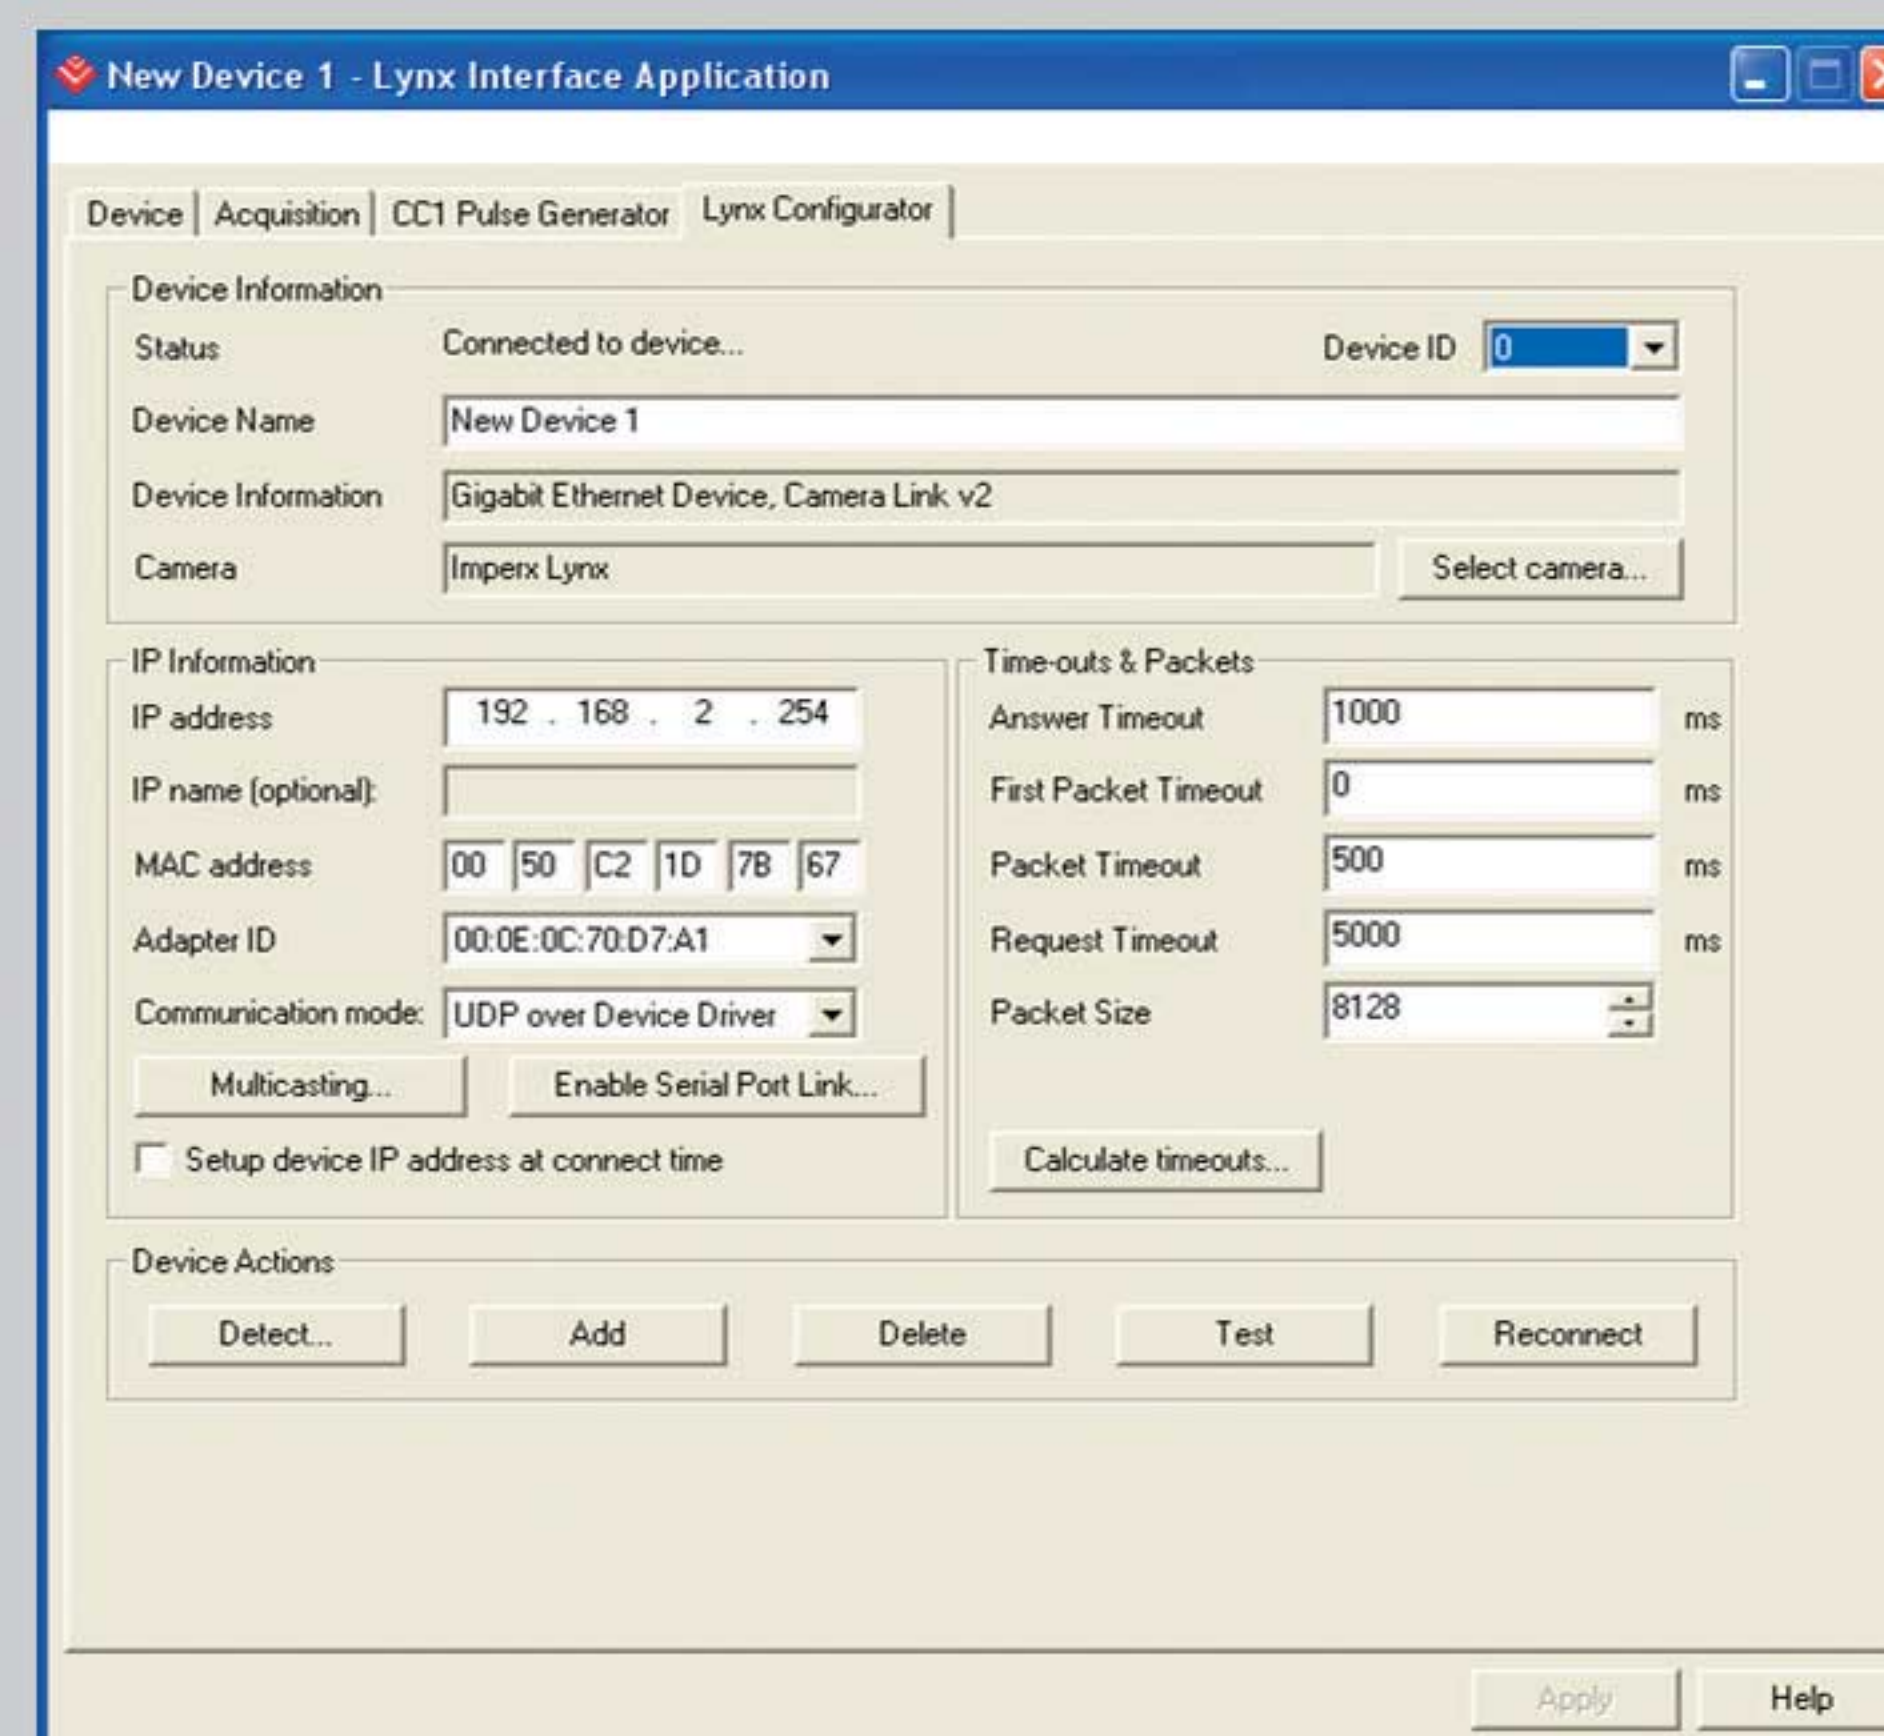 New Device 1 - Lynx Interface Application
Device Acquisition CC1 Pulse Generator Lynx Configurator
Device Information
Status Connected to device... Device ID 0
Device Name New Device 1
Device Information Gigabit Ethernet Device, Camera Link v2
Camera Imperx Lynx Select camera...
IP Information
IP address 192 . 168 . 2 . 254
IP name (optional):
MAC address 00 50 C2 1D 7B 67
Adapter ID 00:0E:0C:70:D7:A1
Communication mode: UDP over Device Driver
Multicasting... Enable Serial Port Link...
Setup device IP address at connect time
Time-outs & Packets
Answer Timeout 1000 ms
First Packet Timeout 0 ms
Packet Timeout 500 ms
Request Timeout 5000 ms
Packet Size 8128
Calculate timeouts...
Device Actions
Detect... Add Delete Test Reconnect
Apply Help